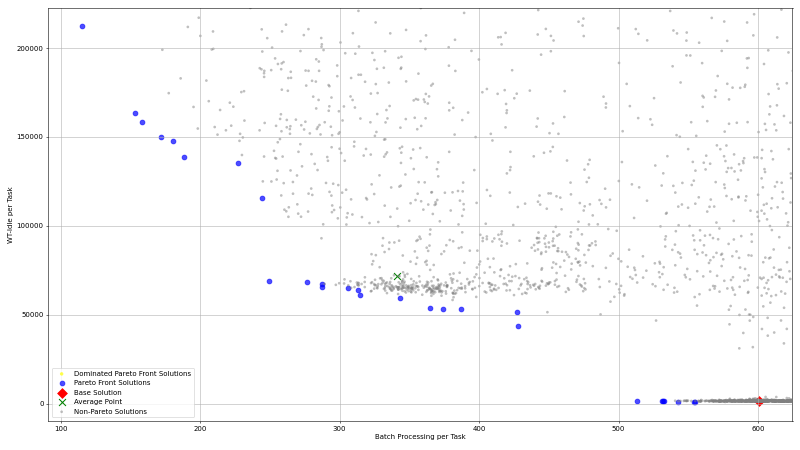 200000
150000
100000
50000
0
WT-Idle per Task
Dominated Pareto Front Solutions
Pareto Front Solutions
Base Solution
Average Point
Non-Pareto Solutions
100 200 300 400 500 600
Batch Processing per Task